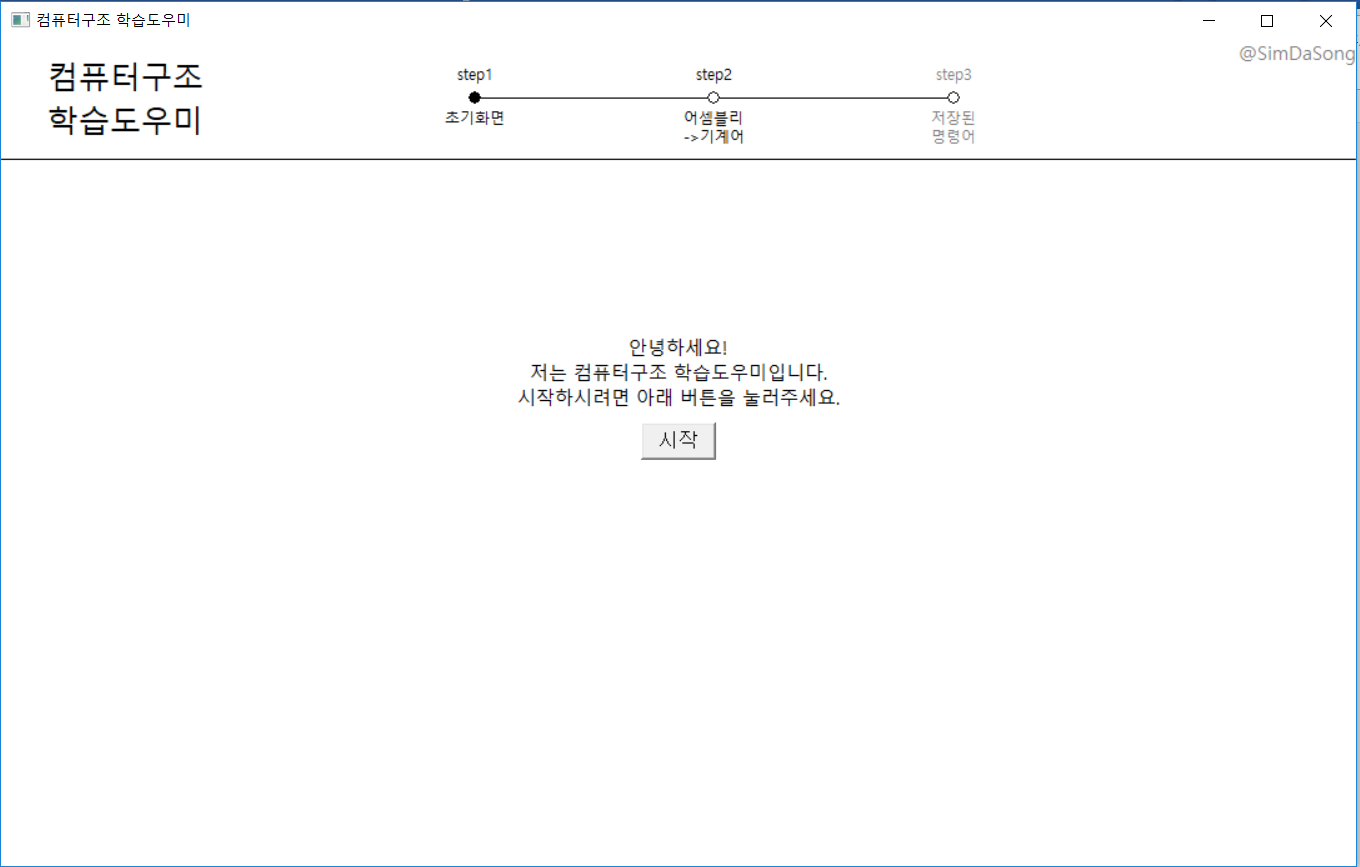 컴퓨터구조 학습도우미
@SimDaSong
컴퓨터구조
학습도우미
step1
초기화면
step2
어셈블리
->기계어
step3
저장된
명령어
안녕하세요!
저는 컴퓨터구조 학습도우미입니다.
시작하시려면 아래 버튼을 눌러주세요.
시작